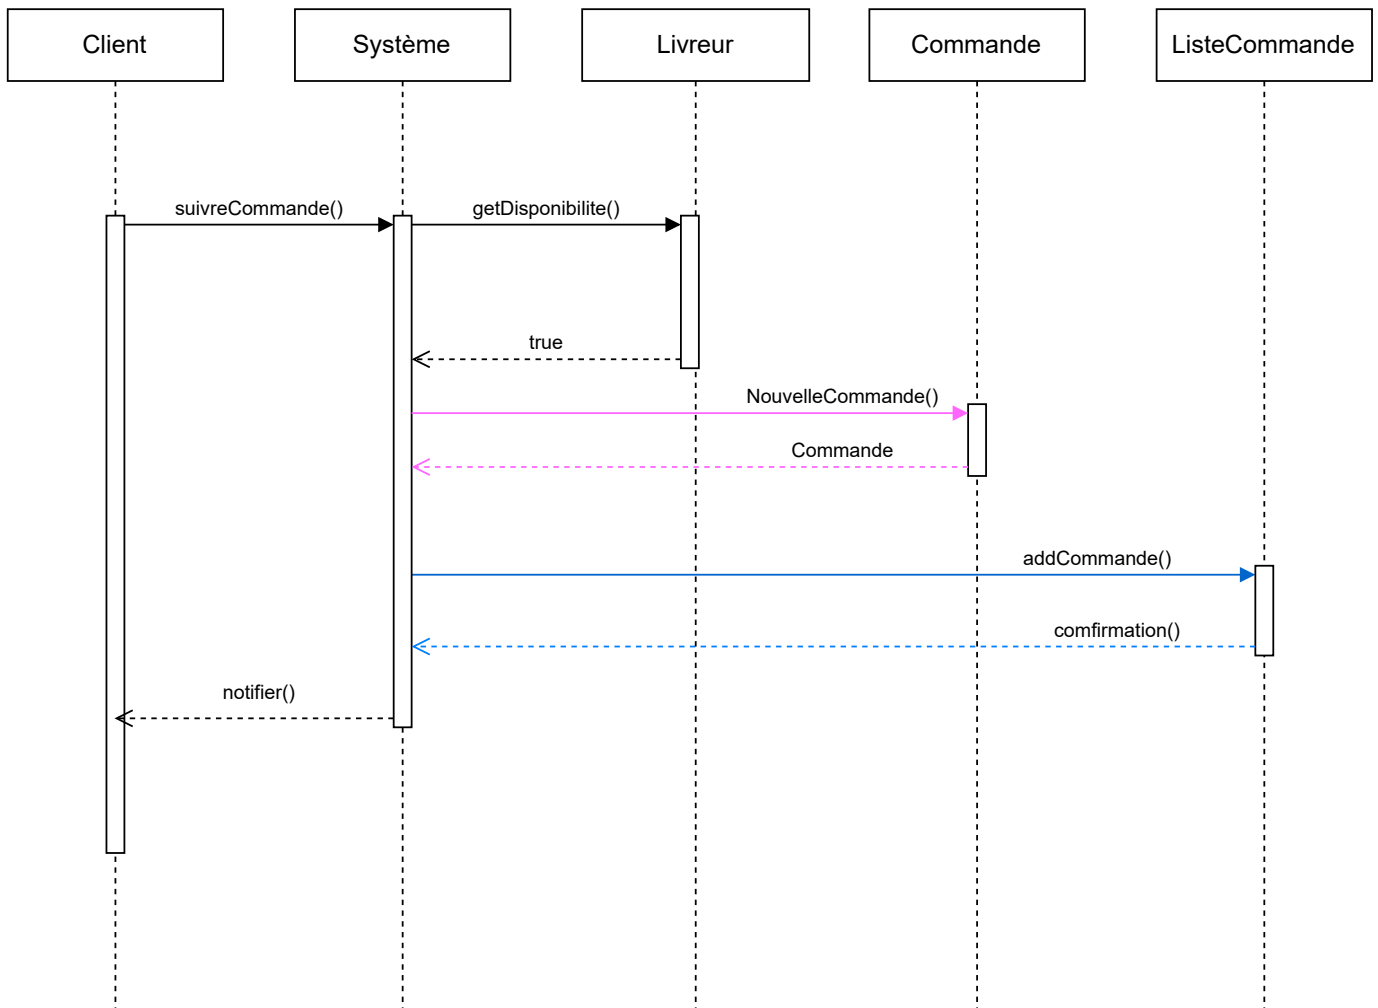 Client
Système
Livreur
Commande
ListeCommande
suivreCommande()
getDisponibilite()
true
NouvelleCommande()
Commande
addCommande()
comfirmation()
notifier()